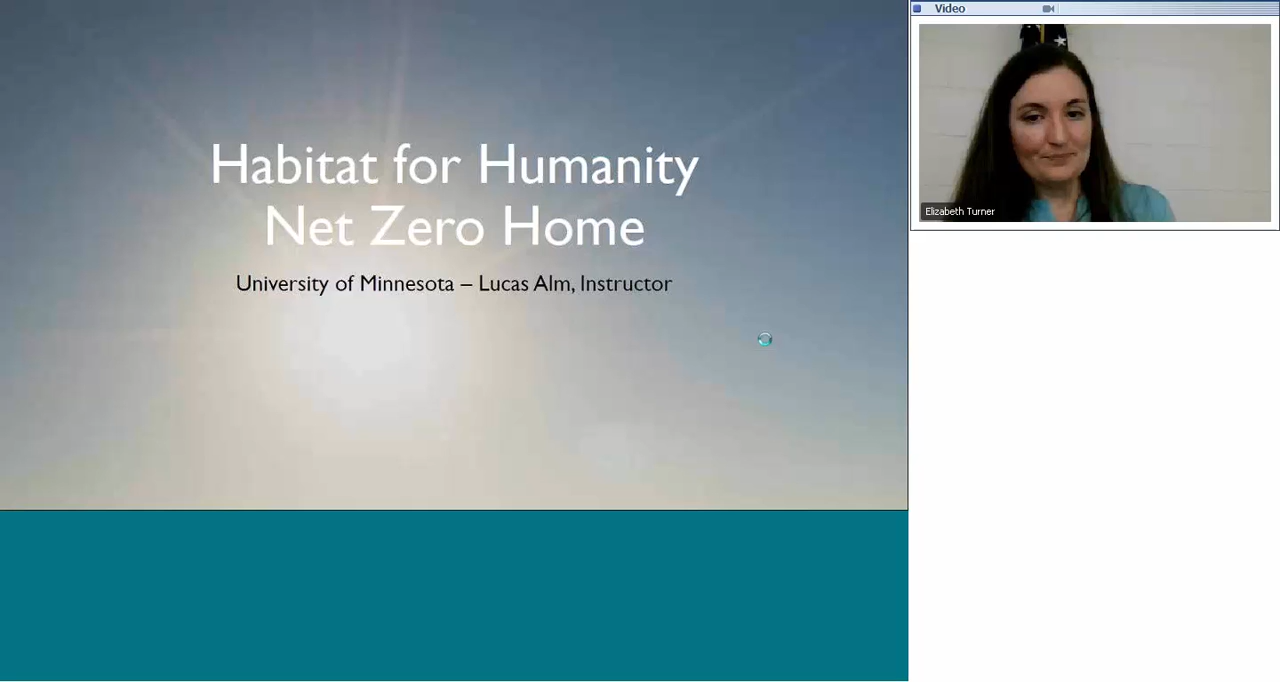 Video
Habitat for Humanity
Net Zero Home
University of Minnesota – Lucas Alm, Instructor
Elizabeth Turner